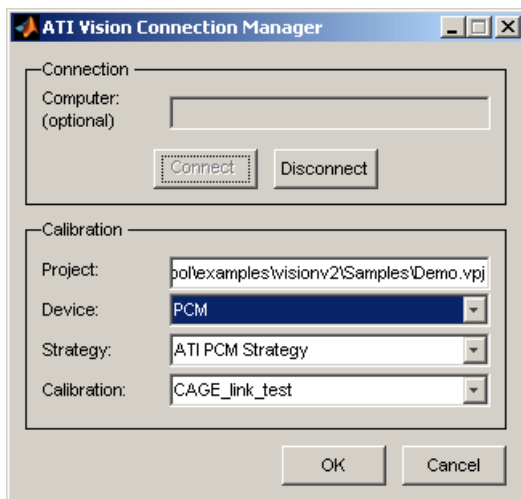 ATI Vision Connection Manager
Connection
Computer:
(optional)
Connect Disconnect
Calibration
Project: ool\examples\visionv2\Samples\Demo.vpj
Device: PCM
Strategy: ATI PCM Strategy
Calibration: CAGE_link_test
OK Cancel